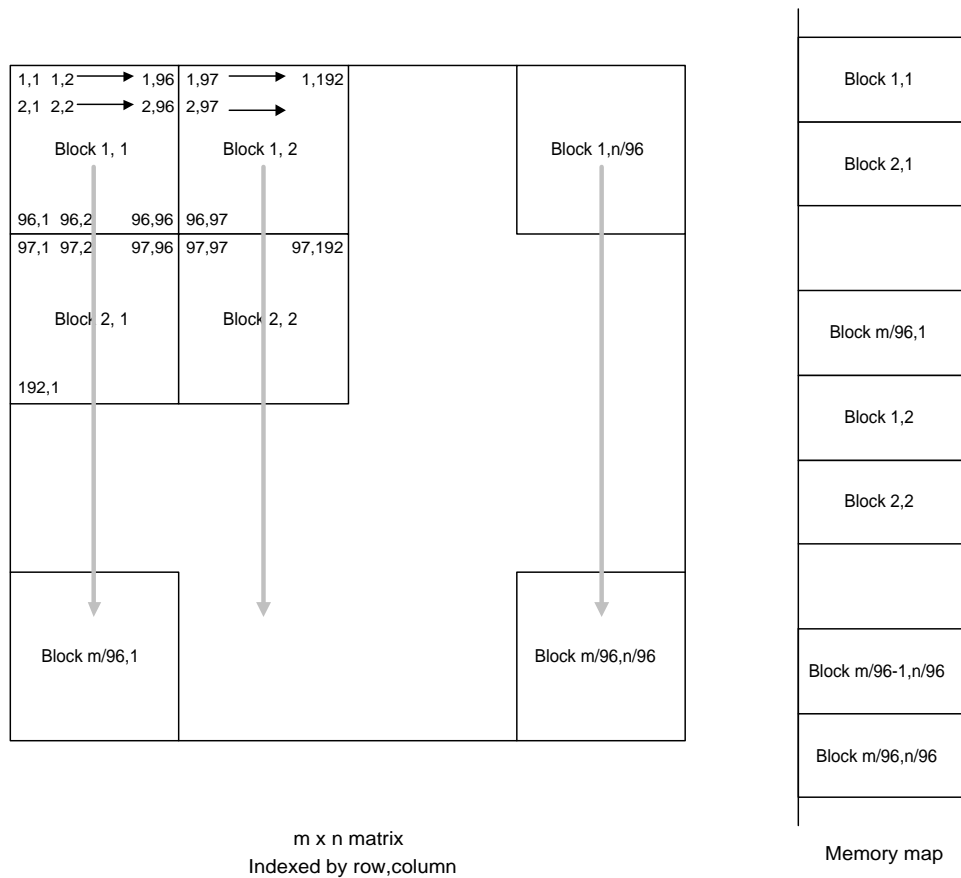 1,1 1,2 1,96 1,97 1,192
2,1 2,2 2,96 2,97
Block 1, 1 Block 1, 2 Block 1,n/96
96,1 96,2 96,96 96,97
97,1 97,2 97,96 97,97 97,192
Block 2, 1 Block 2, 2
192,1
Block m/96,1 Block m/96,n/96
m x n matrix
Indexed by row,column
Block 1,1
Block 2,1
Block m/96,1
Block 1,2
Block 2,2
Block m/96-1,n/96
Block m/96,n/96
Memory map